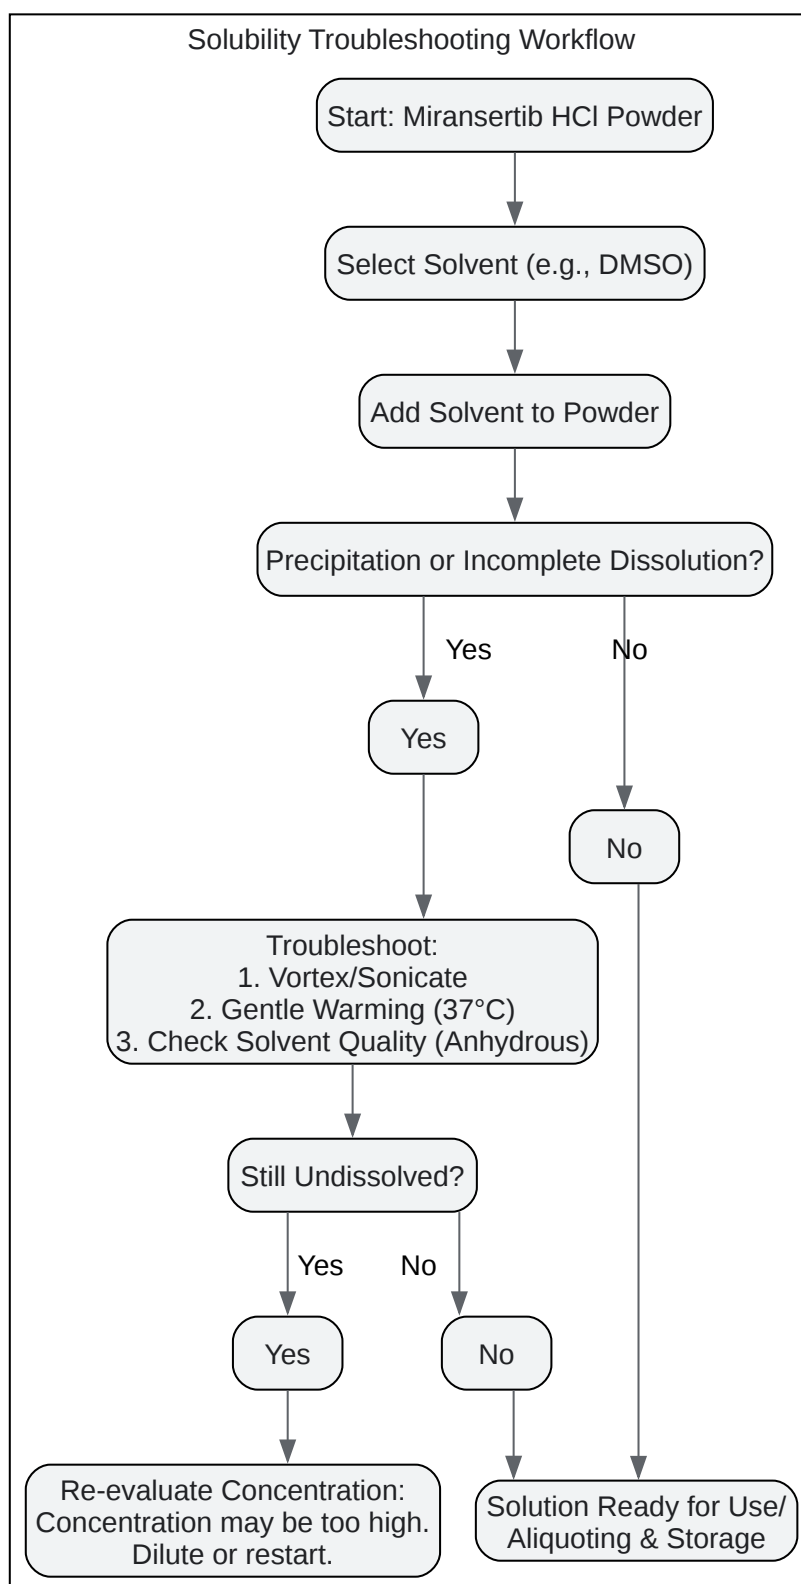 Solubility Troubleshooting Workflow
Start: Miransertib HCl Powder
Select Solvent (e.g., DMSO)
Add Solvent to Powder
Precipitation or Incomplete Dissolution?
Yes
No
Yes
No
Troubleshoot:
1. Vortex/Sonicate
2. Gentle Warming (37°C)
3. Check Solvent Quality (Anhydrous)
Still Undissolved?
Yes
No
Yes
No
Re-evaluate Concentration:
Concentration may be too high.
Dilute or restart.
Solution Ready for Use/
Aliquoting & Storage